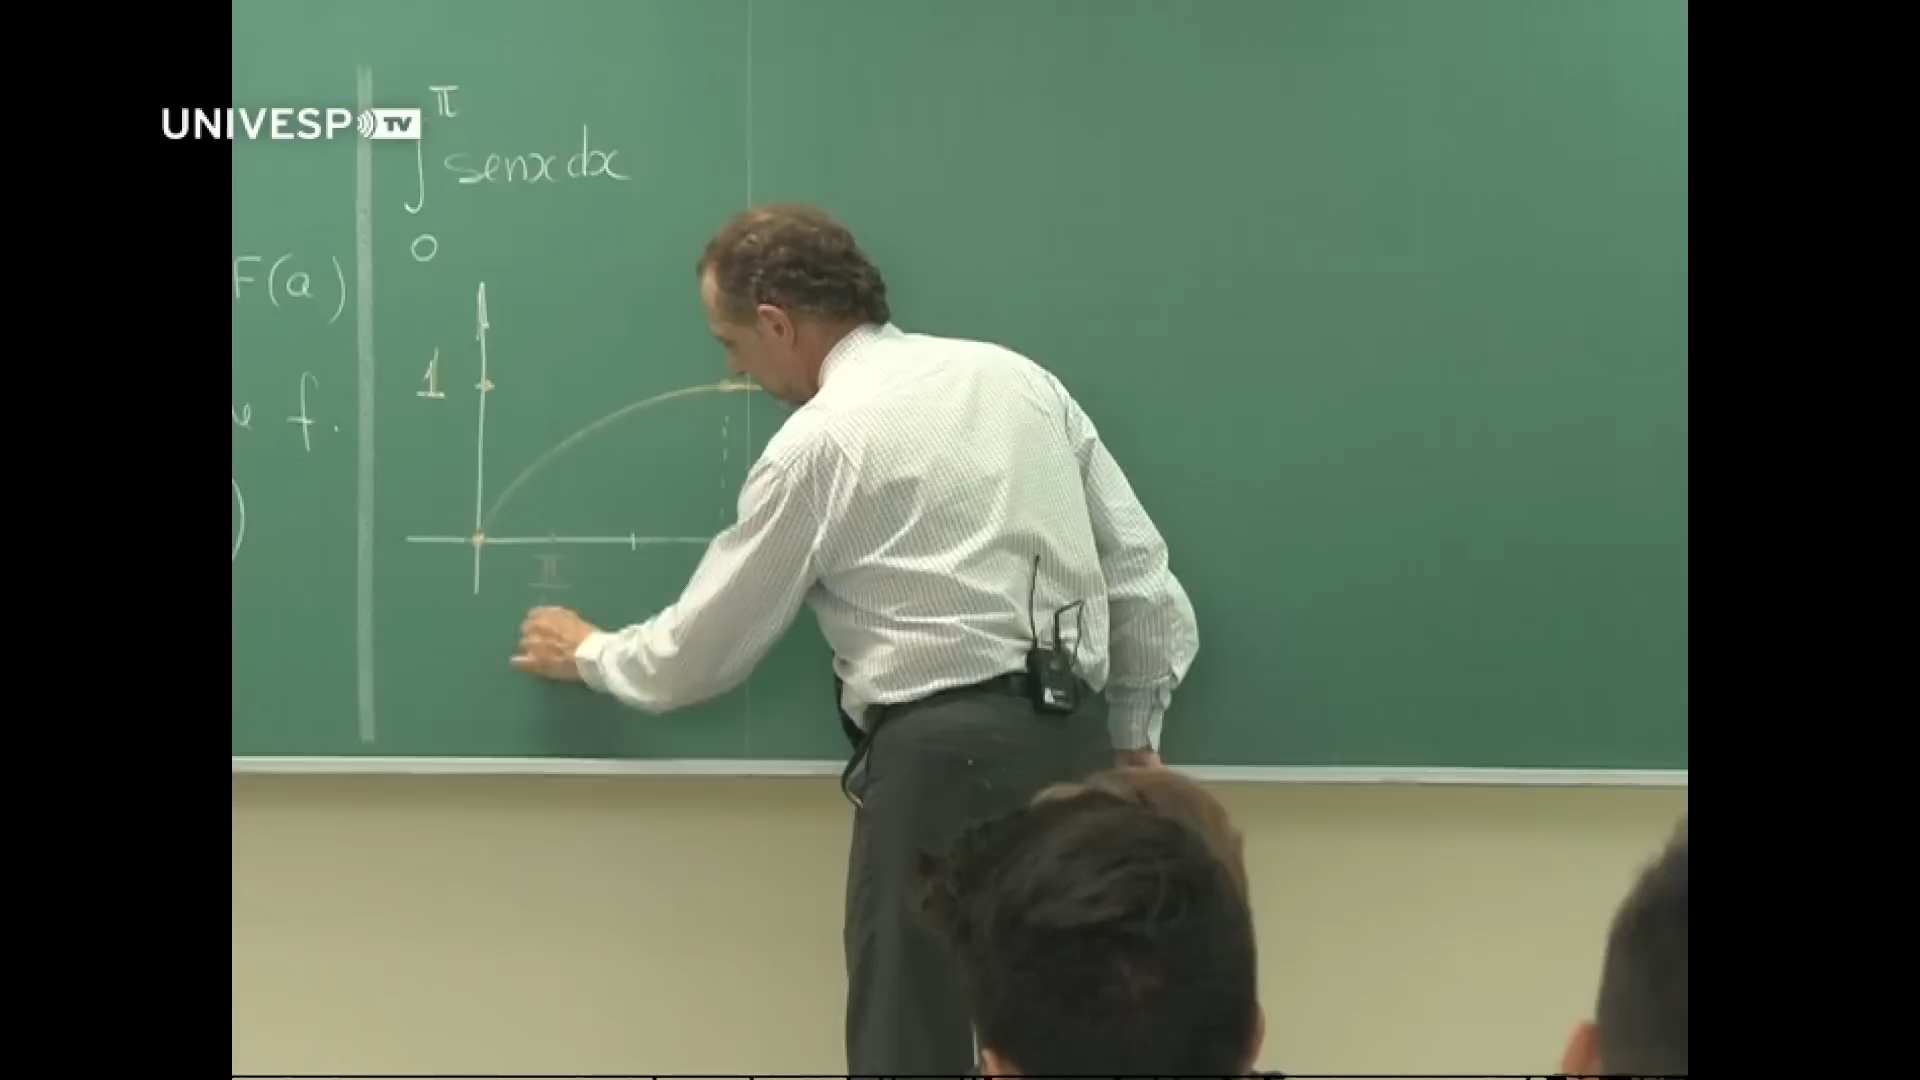 UNIVESP TV
π
∫ senx dx
0
F(a)
1
f.
)
π